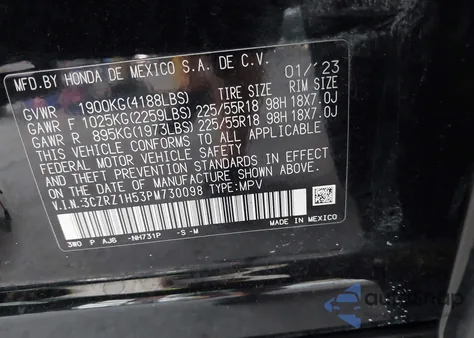 MFD.BY HONDA DE MEXICO S.A. DE C.V. 01/'23
GVWR 1900KG(4188LBS) TIRE SIZE RIM SIZE
GAWR F 1025KG(2259LBS) 225/55R18 98H 18X7.0J
GAWR R 895KG(1973LBS) 225/55R18 98H 18X7.0J
THIS VEHICLE CONFORMS TO ALL APPLICABLE
FEDERAL MOTOR VEHICLE SAFETY
AND THEFT PREVENTION STANDARDS IN EFFECT
ON THE DATE OF MANUFACTURE SHOWN ABOVE.
V.I.N.:3CZRZ1H53PM730098 TYPE:MPV
3W0 P AJ6 -NH731P -S -M MADE IN MEXICO
autosnap